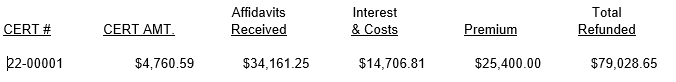 Affidavits Interest Total
CERT # CERT AMT. Received & Costs Premium Refunded
22-00001 $4,760.59 $34,161.25 $14,706.81 $25,400.00 $79,028.65